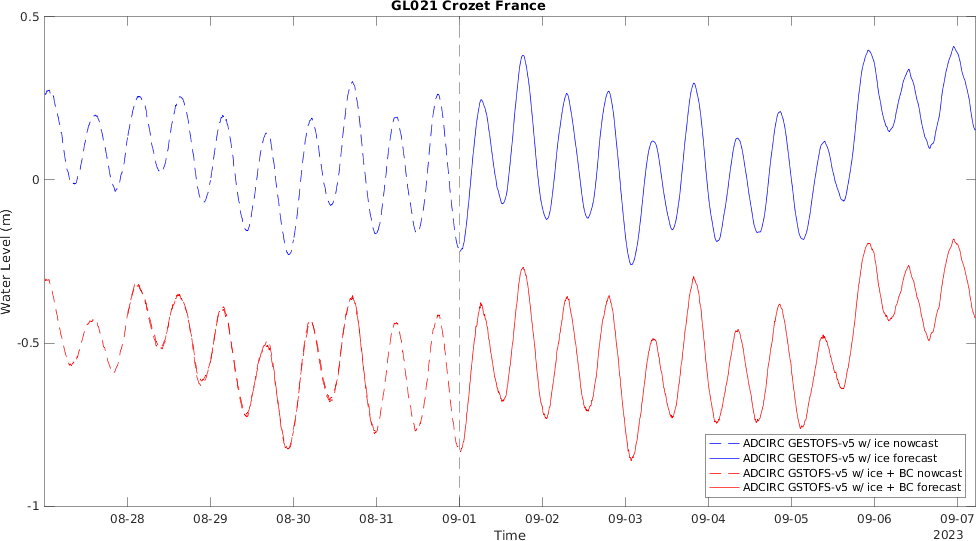 GL021 Crozet France
0.5
0
-0.5
-1
Water Level (m)
ADCIRC GESTOFS-v5 w/ ice nowcast
ADCIRC GESTOFS-v5 w/ ice forecast
ADCIRC GSTOFS-v5 w/ ice + BC nowcast
ADCIRC GSTOFS-v5 w/ ice + BC forecast
08-28 08-29 08-30 08-31 09-01 09-02 09-03 09-04 09-05 09-06 09-07
Time
2023